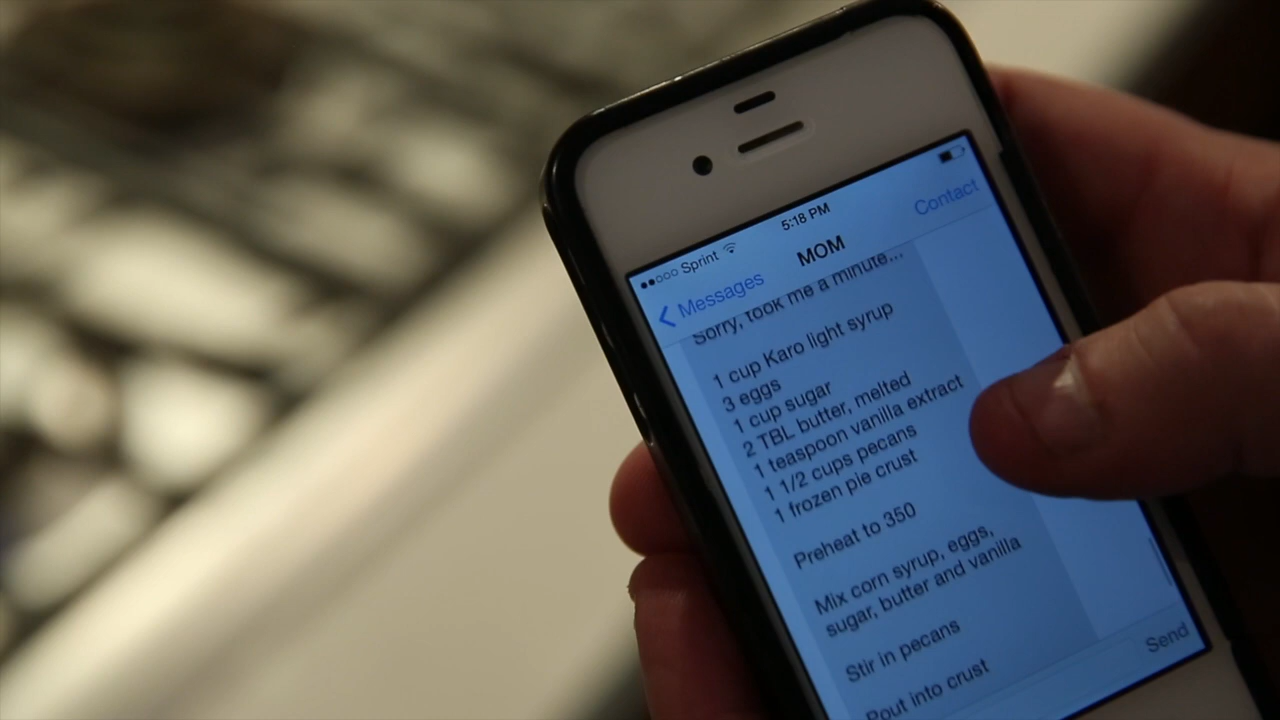 Sprint 5:18 PM
Messages MOM Contact
Sorry, took me a minute...
1 cup Karo light syrup
3 eggs
1 cup sugar
2 TBL butter, melted
1 teaspoon vanilla extract
1 1/2 cups pecans
1 frozen pie crust
Preheat to 350
Mix corn syrup, eggs,
sugar, butter and vanilla
Stir in pecans
Pout into crust
Send